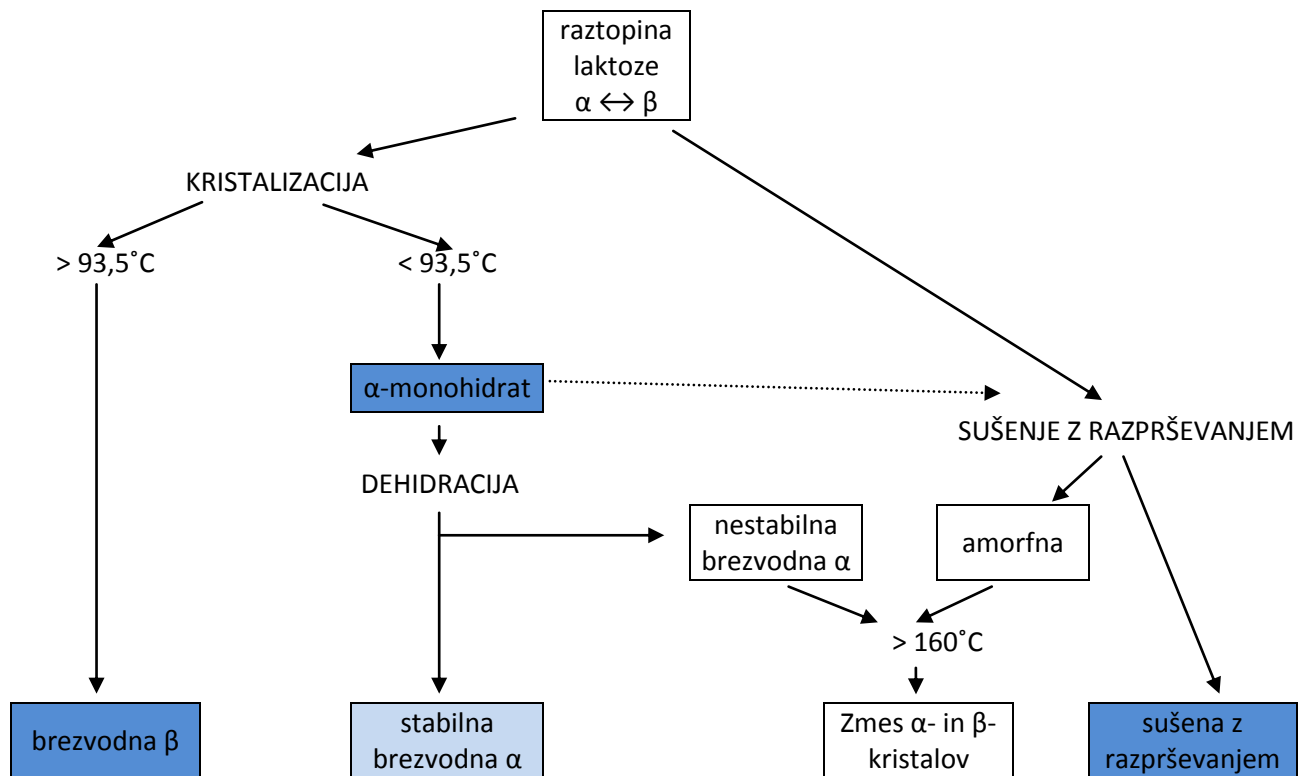 raztopina
laktoze
α ↔ β
KRISTALIZACIJA
> 93,5˚C
< 93,5˚C
α-monohidrat
SUŠENJE Z RAZPRŠEVANJEM
DEHIDRACIJA
nestabilna
brezvodna α
amorfna
> 160˚C
brezvodna β
stabilna
brezvodna α
Zmes α- in β-
kristalov
sušena z
razprševanjem